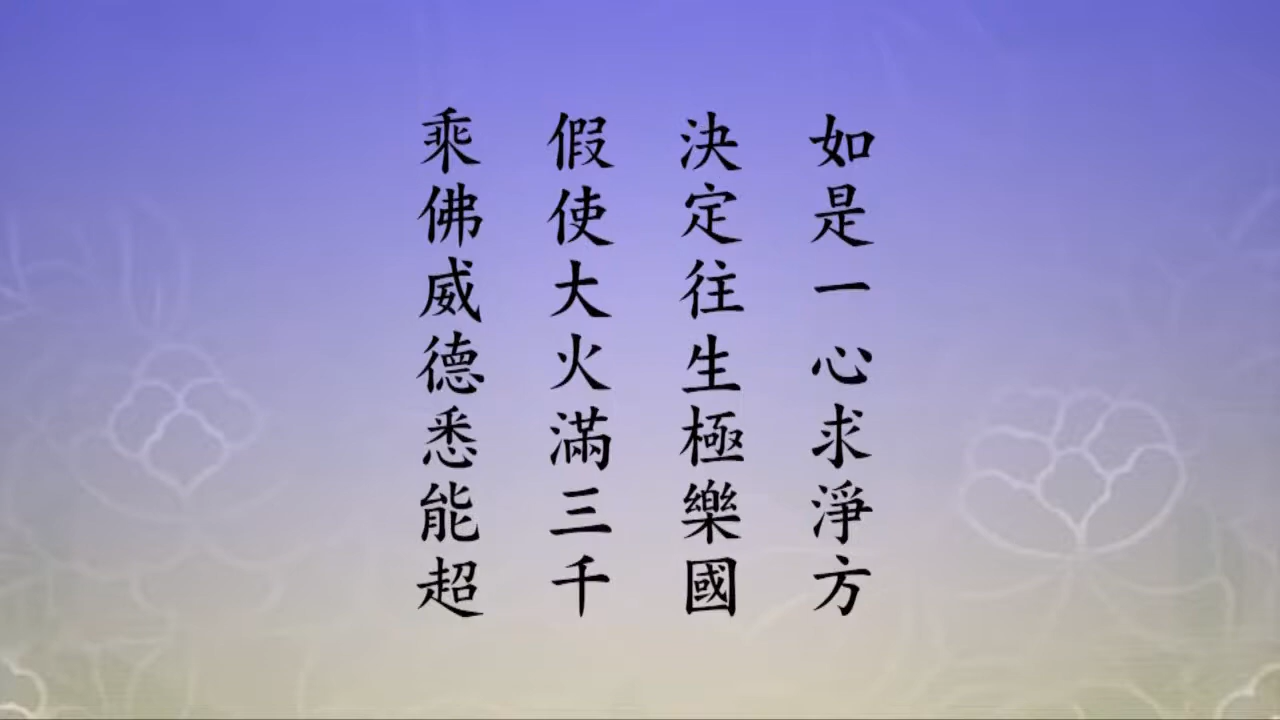 如是一心求淨方
決定往生極樂國
假使大火滿三千
乘佛威德悉能超